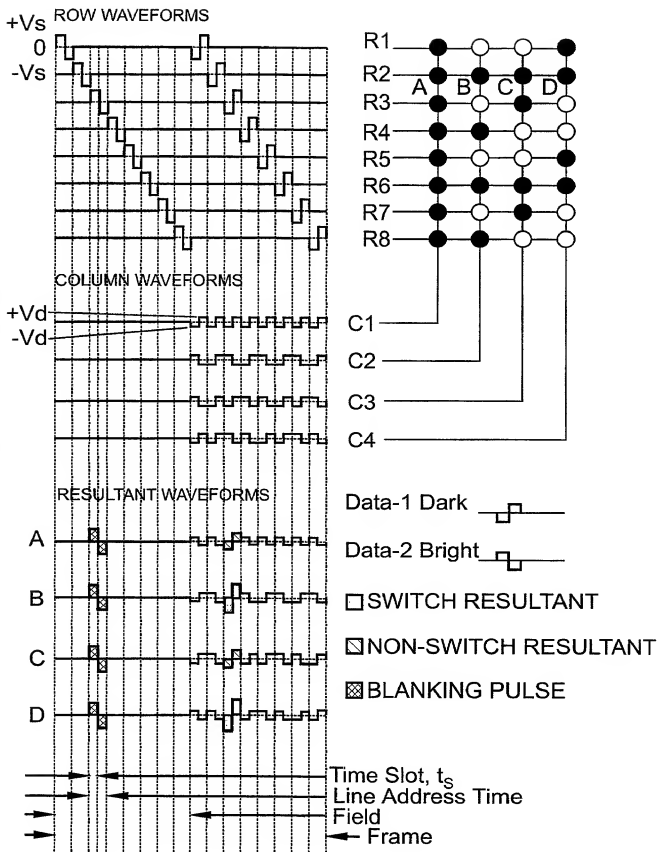 ROW WAVEFORMS
+Vs
0
-Vs
R1
R2
A B C D
R3
R4
R5
R6
R7
R8
COLUMN WAVEFORMS
+Vd
-Vd
C1
C2
C3
C4
RESULTANT WAVEFORMS
A
B
C
D
Data-1 Dark
Data-2 Bright
SWITCH RESULTANT
NON-SWITCH RESULTANT
BLANKING PULSE
Time Slot, ts
Line Address Time
Field
Frame